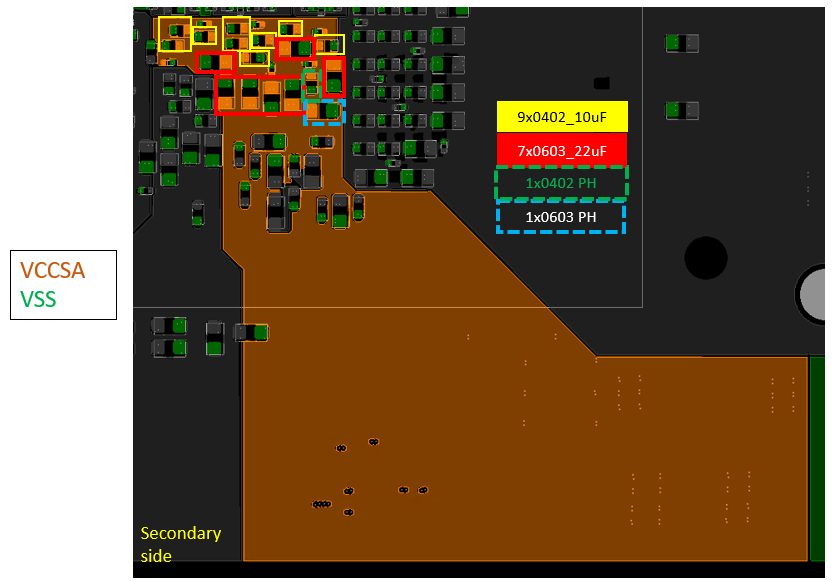 9x0402_10uF
7x0603_22uF
1x0402 PH
1x0603 PH
VCCSA
VSS
Secondary
side